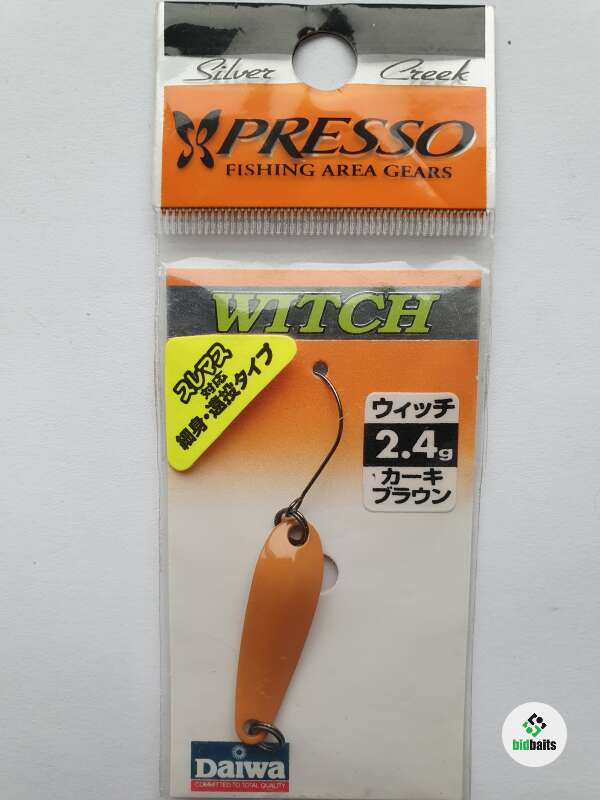 Silver Creek
PRESSO
FISHING AREA GEARS
WITCH
スレマス
対応
細身・遠投タイプ
ウィッチ
2.4g
カーキ
ブラウン
Daiwa
COMMITTED TO TOTAL QUALITY
bidbaits